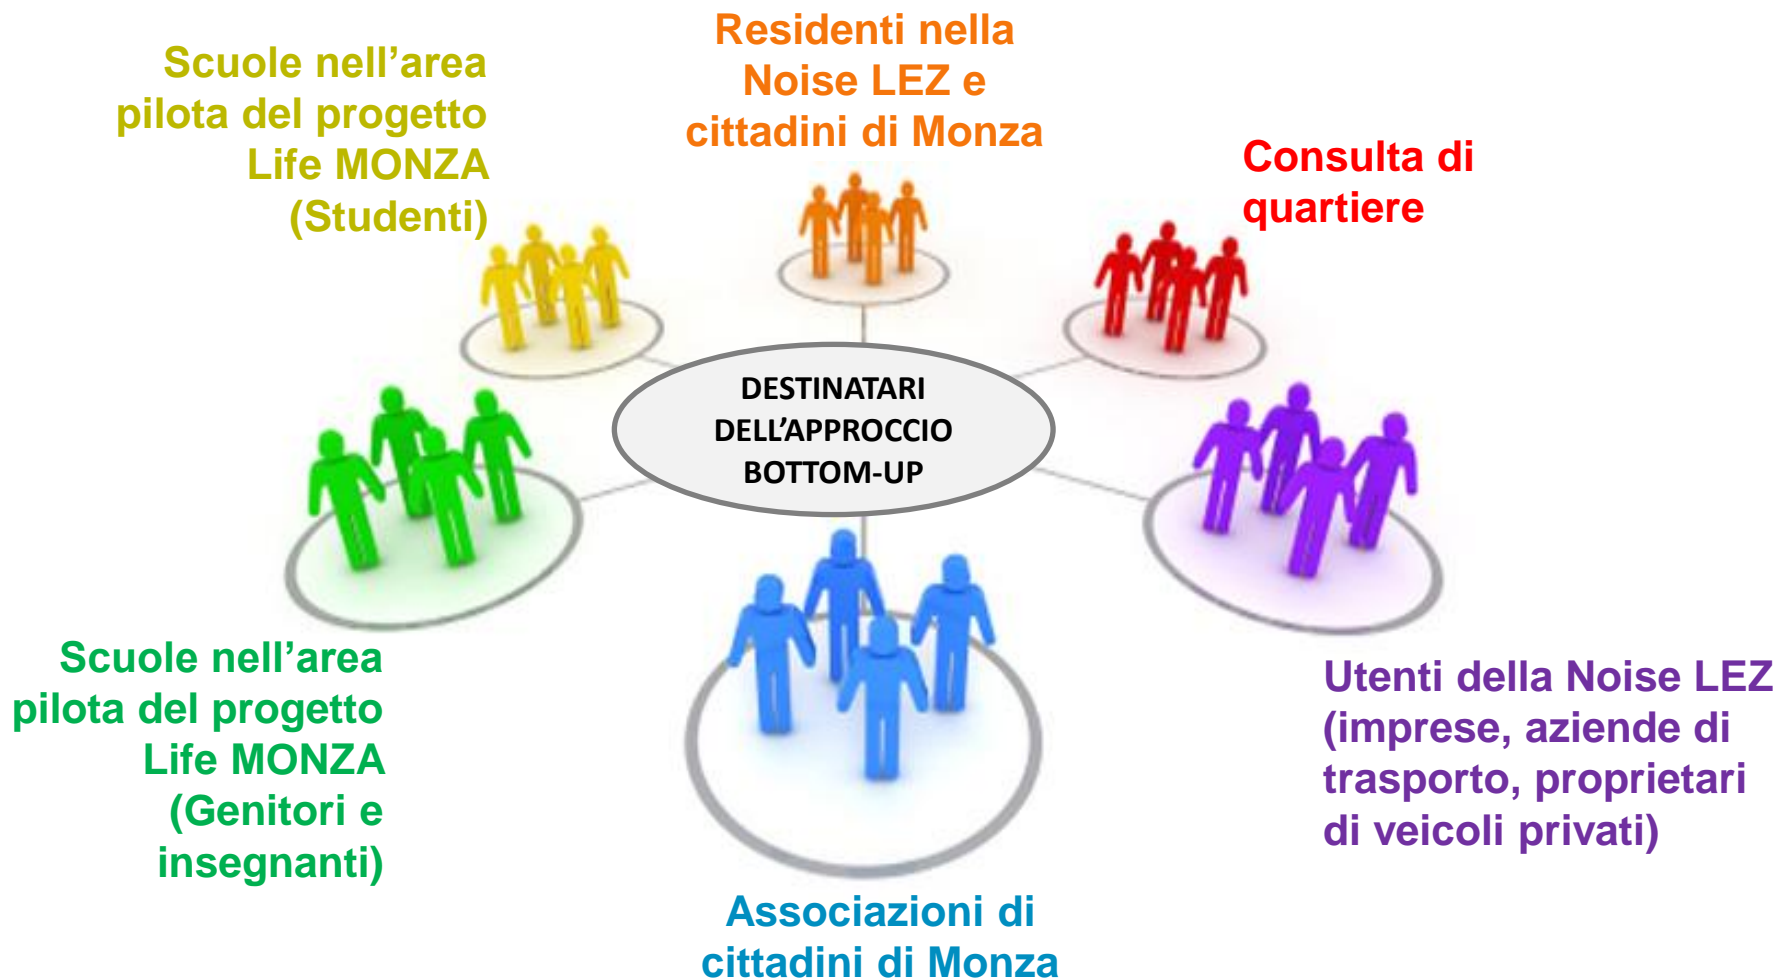 Scuole nell’area
pilota del progetto
Life MONZA
(Studenti)
Residenti nella
Noise LEZ e
cittadini di Monza
Consulta di
quartiere
DESTINATARI
DELL’APPROCCIO
BOTTOM-UP
Scuole nell’area
pilota del progetto
Life MONZA
(Genitori e
insegnanti)
Associazioni di
cittadini di Monza
Utenti della Noise LEZ
(imprese, aziende di
trasporto, proprietari
di veicoli privati)